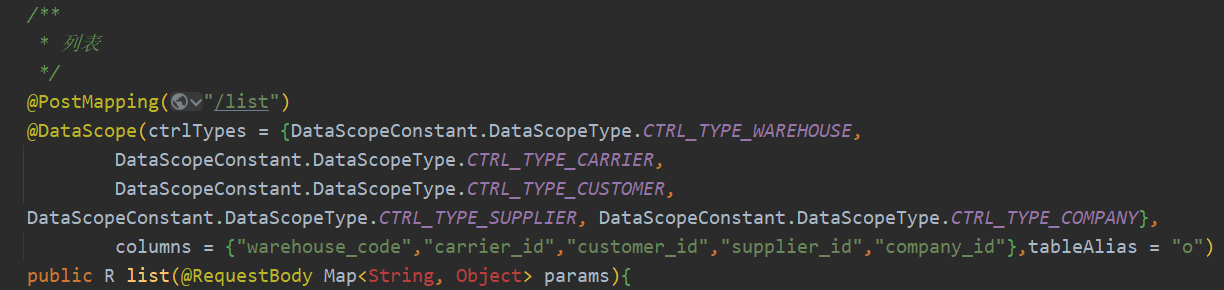 /**
 * 列表
 */
@PostMapping("/list")
@DataScope(ctrlTypes = {DataScopeConstant.DataScopeType.CTRL_TYPE_WAREHOUSE,
        DataScopeConstant.DataScopeType.CTRL_TYPE_CARRIER,
        DataScopeConstant.DataScopeType.CTRL_TYPE_CUSTOMER,
DataScopeConstant.DataScopeType.CTRL_TYPE_SUPPLIER, DataScopeConstant.DataScopeType.CTRL_TYPE_COMPANY},
        columns = {"warehouse_code","carrier_id","customer_id","supplier_id","company_id"},tableAlias = "o")
public R list(@RequestBody Map<String, Object> params){